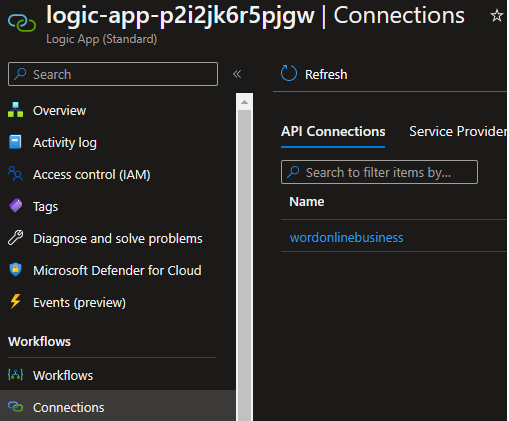 logic-app-p2i2jk6r5pjgw | Connections
Logic App (Standard)
Search
Overview
Activity log
Access control (IAM)
Tags
Diagnose and solve problems
Microsoft Defender for Cloud
Events (preview)
Workflows
Workflows
Connections
Refresh
API Connections Service Provider
Search to filter items by...
Name
wordonlinebusiness